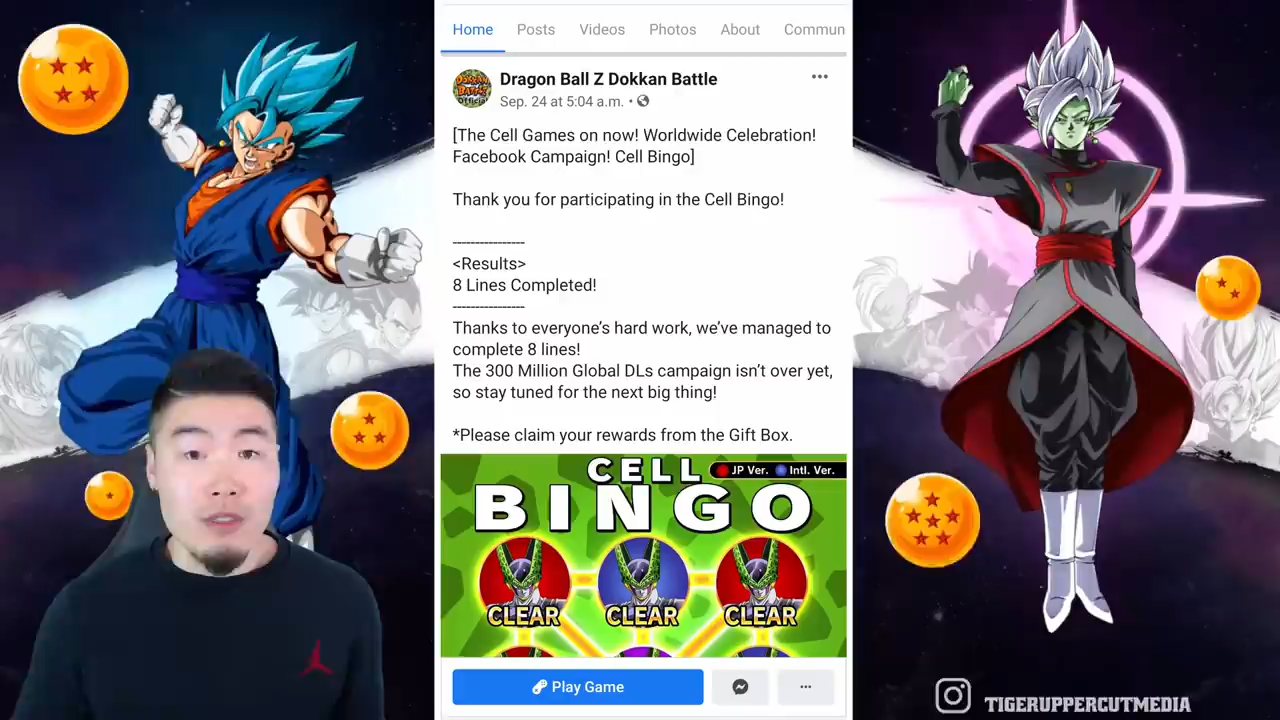 Home Posts Videos Photos About Commun
Dragon Ball Z Dokkan Battle
Sep. 24 at 5:04 a.m.
[The Cell Games on now! Worldwide Celebration!
Facebook Campaign! Cell Bingo]
Thank you for participating in the Cell Bingo!
----------------
<Results>
8 Lines Completed!
----------------
Thanks to everyone’s hard work, we’ve managed to
complete 8 lines!
The 300 Million Global DLs campaign isn’t over yet,
so stay tuned for the next big thing!
*Please claim your rewards from the Gift Box.
CELL
JP Ver. Intl. Ver.
BINGO
CLEAR CLEAR CLEAR
Play Game
TIGERUPPERCUTMEDIA